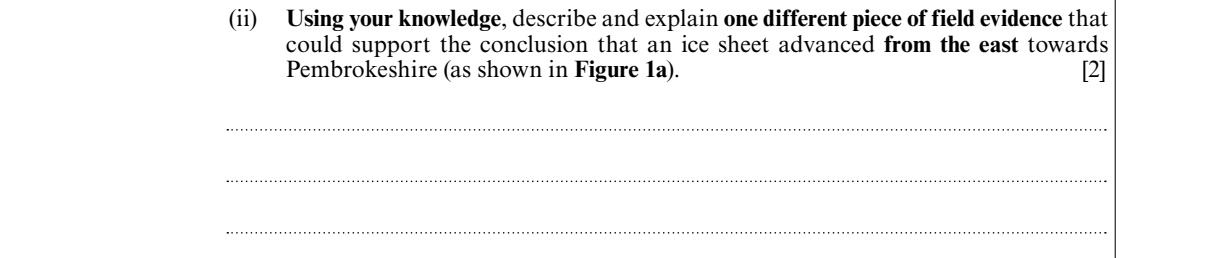 (ii) Using your knowledge, describe and explain one different piece of field evidence that
could support the conclusion that an ice sheet advanced from the east towards
Pembrokeshire (as shown in Figure 1a). [2]